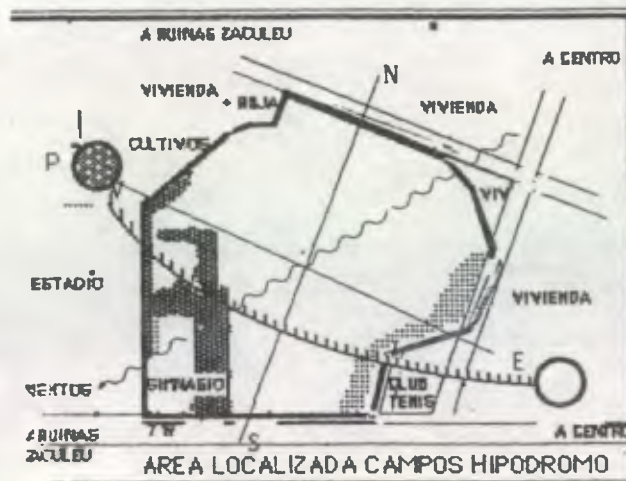 A RUINAS ZACULEU
A CENTRO
N
VIVIENDA
VIVIENDA
CULTIVOS
P
VIV
ESTADIO
VIVIENDA
E
GIMNASIO
CLUB
TENIS
A RUINAS
ZACULEU
S
A CENTRO
AREA LOCALIZADA CAMPOS HIPODROMO